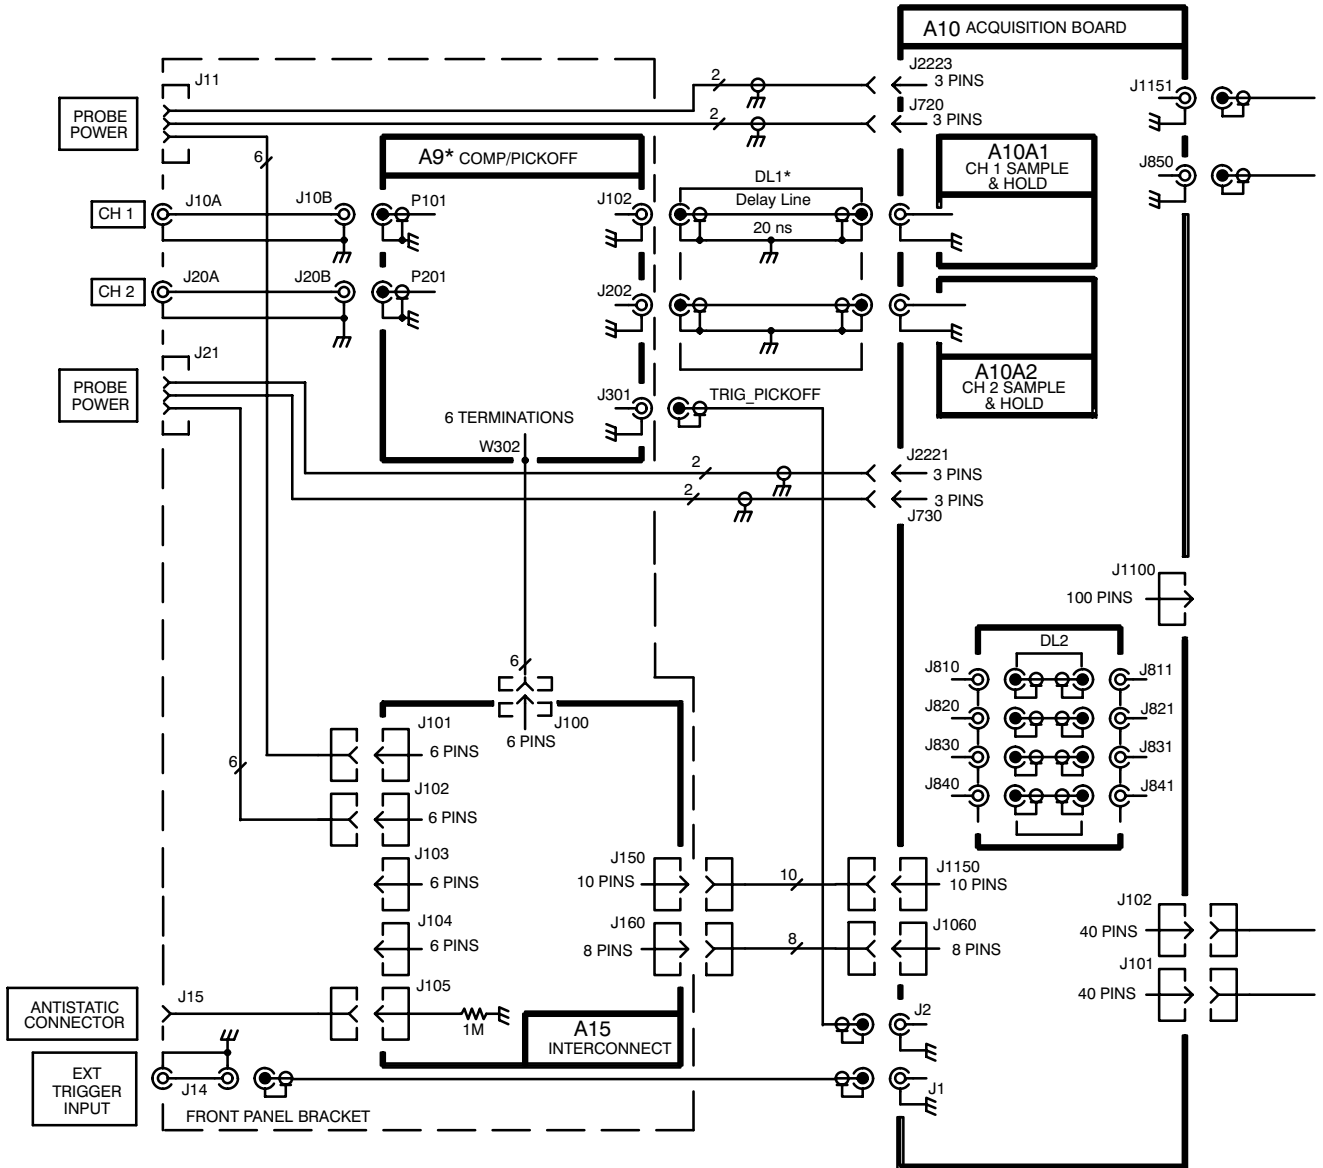 A10 ACQUISITION BOARD
J11
2
J2223
3 PINS
J1151
PROBE
POWER
2
J720
3 PINS
6
A9* COMP/PICKOFF
A10A1
CH 1 SAMPLE
& HOLD
J850
DL1*
CH 1
J10A
J10B
P101
J102
Delay Line
20 ns
CH 2
J20A
J20B
P201
J202
J21
A10A2
CH 2 SAMPLE
& HOLD
PROBE
POWER
J301
TRIG_PICKOFF
6 TERMINATIONS
W302
2
J2221
3 PINS
2
3 PINS
J730
J1100
100 PINS
DL2
6
J810
J811
J820
J821
J101
J100
6 PINS
6 PINS
J830
J831
6
J840
J841
J102
6 PINS
J103
6 PINS
J150
10 PINS
10
J1150
10 PINS
J104
6 PINS
J160
8 PINS
8
J1060
8 PINS
J102
40 PINS
J101
40 PINS
J15
J105
ANTISTATIC
CONNECTOR
1M
A15
INTERCONNECT
J2
EXT
TRIGGER
INPUT
J14
J1
FRONT PANEL BRACKET